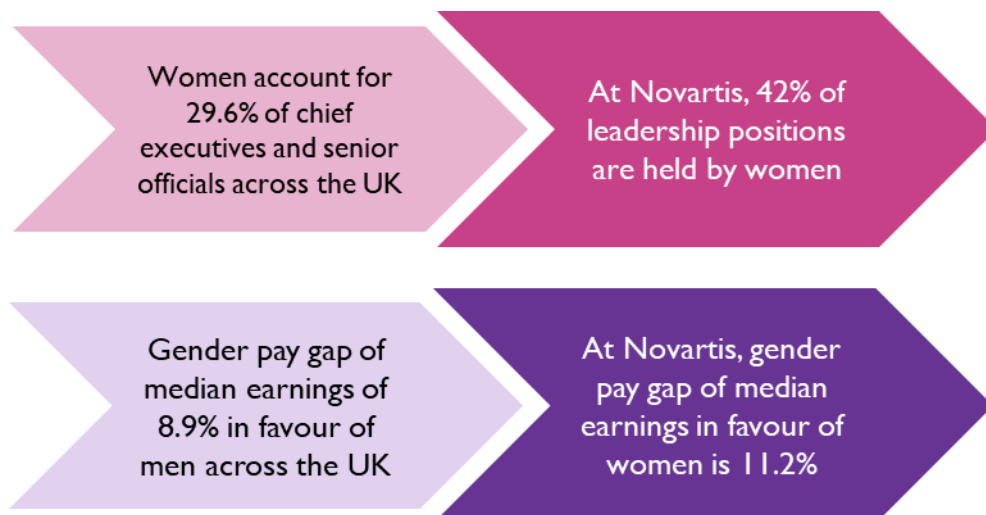 Women account for
29.6% of chief
executives and senior
officials across the UK
At Novartis, 42% of
leadership positions
are held by women
Gender pay gap of
median earnings of
8.9% in favour of
men across the UK
At Novartis, gender
pay gap of median
earnings in favour of
women is 11.2%